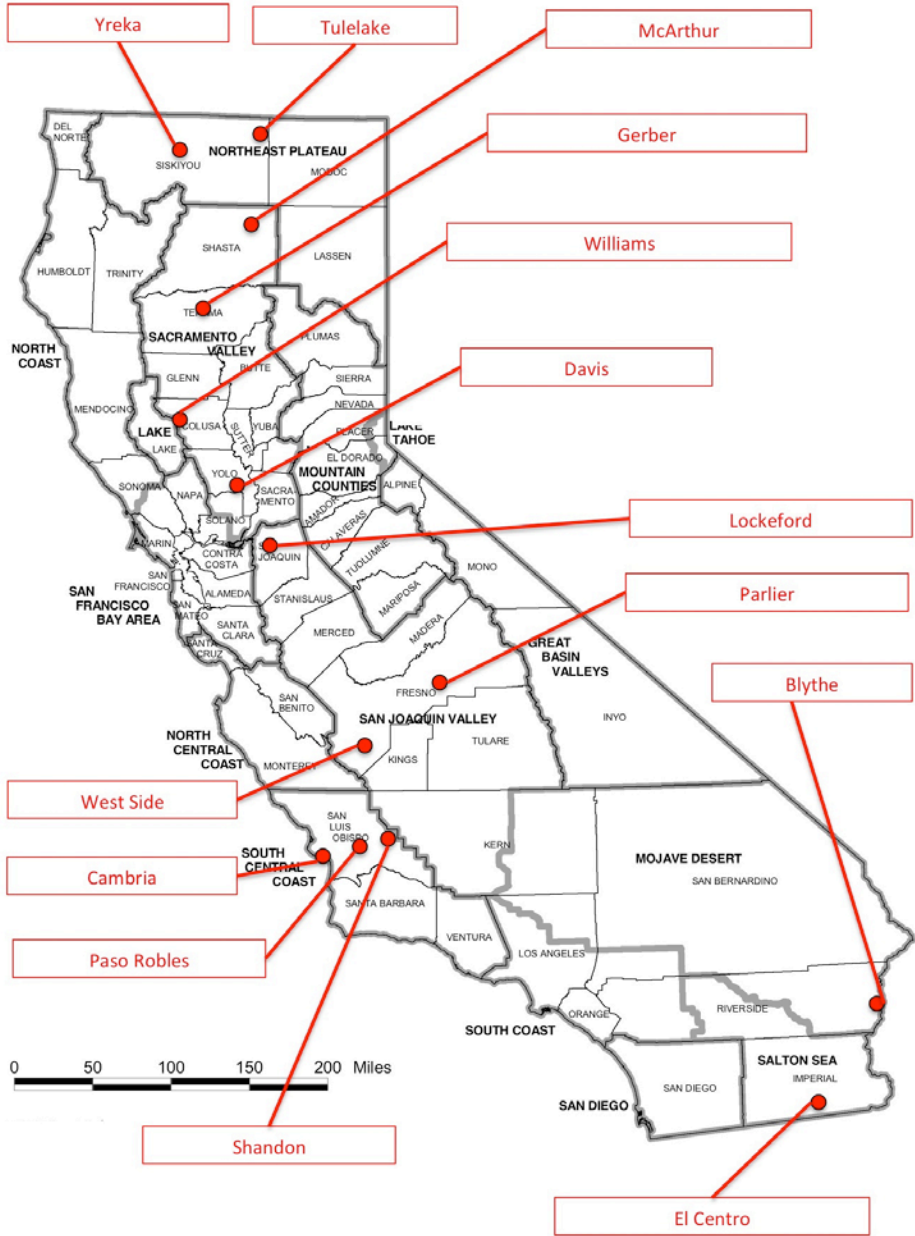 Yreka
Tulelake
McArthur
DEL
NORTE
SISKIYOU
NORTHEAST PLATEAU
MODOC
Gerber
SHASTA
LASSEN
Williams
HUMBOLDT
TRINITY
TEHAMA
PLUMAS
NORTH
COAST
SACRAMENTO
VALLEY
BUTTE
GLENN
SIERRA
Davis
NEVADA
MENDOCINO
LAKE
LAKE
COLUSA
SUTTER
YUBA
PLACER
LAKE
TAHOE
EL DORADO
MOUNTAIN
COUNTIES
YOLO
SONOMA
NAPA
SACRA-
MENTO
ALPINE
SOLANO
AMADOR
CALAVERAS
Lockeford
MARIN
CONTRA
COSTA
JOAQUIN
TUOLUMNE
MONO
SAN
FRANCISCO
ALAMEDA
STANISLAUS
MARIPOSA
Parlier
SAN
FRANCISCO
BAY AREA
SAN
MATEO
SANTA
CLARA
MERCED
MADERA
SANTA
CRUZ
GREAT
BASIN
VALLEYS
Blythe
SAN
BENITO
FRESNO
SAN JOAQUIN VALLEY
INYO
NORTH
CENTRAL
COAST
MONTEREY
KINGS
TULARE
West Side
SAN
LUIS
OBISPO
KERN
SOUTH
CENTRAL
COAST
MOJAVE DESERT
SAN BERNARDINO
Cambria
SANTA BARBARA
VENTURA
LOS ANGELES
Paso Robles
ORANGE
RIVERSIDE
SOUTH COAST
0 50 100 150 200 Miles
SALTON SEA
IMPERIAL
SAN DIEGO
SAN DIEGO
Shandon
El Centro